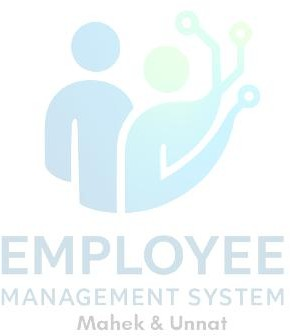 EMPLOYEE
MANAGEMENT SYSTEM
Mahek & Unnat